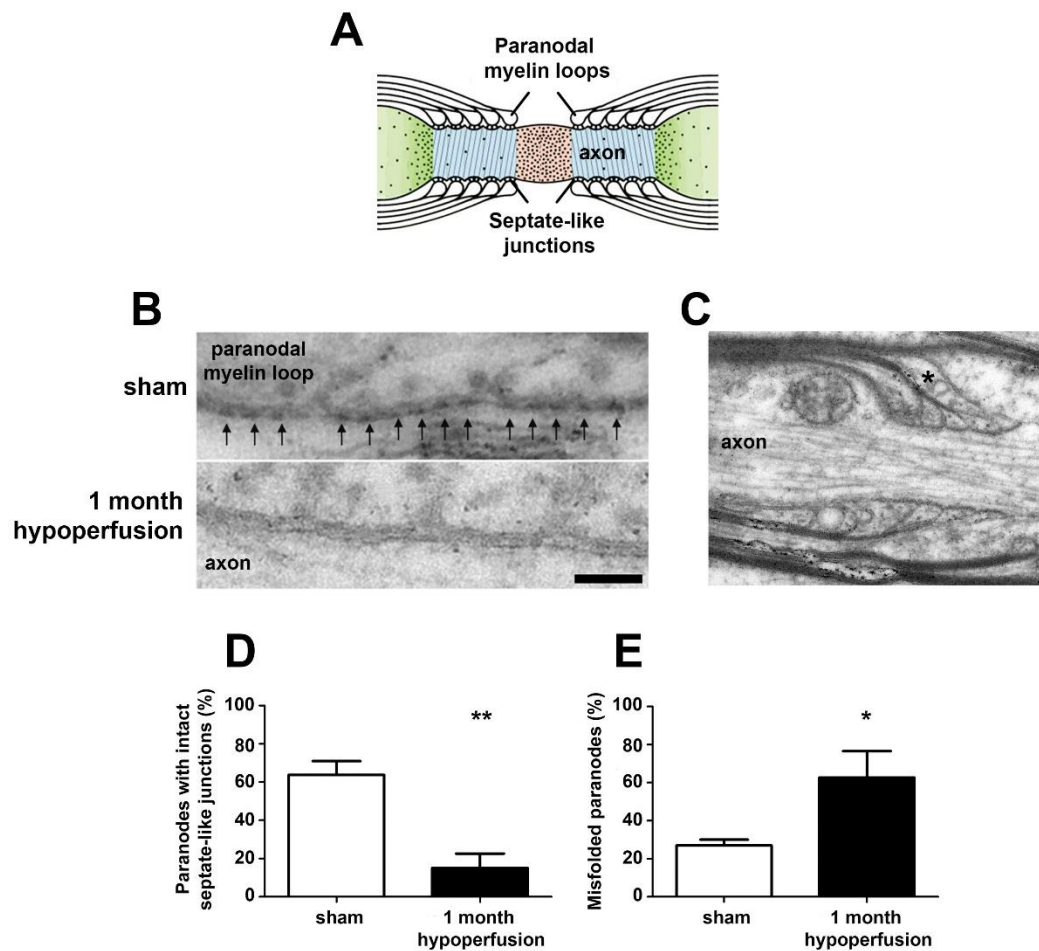 A
Paranodal
myelin loops
axon
Septate-like
junctions
B
paranodal
myelin loop
sham
1 month
hypoperfusion
axon
C
*
axon
D
Paranodes with intact
septate-like junctions (%)
100
80
60
40
20
0
**
sham
1 month
hypoperfusion
E
Misfolded paranodes (%)
100
80
60
40
20
0
*
sham
1 month
hypoperfusion